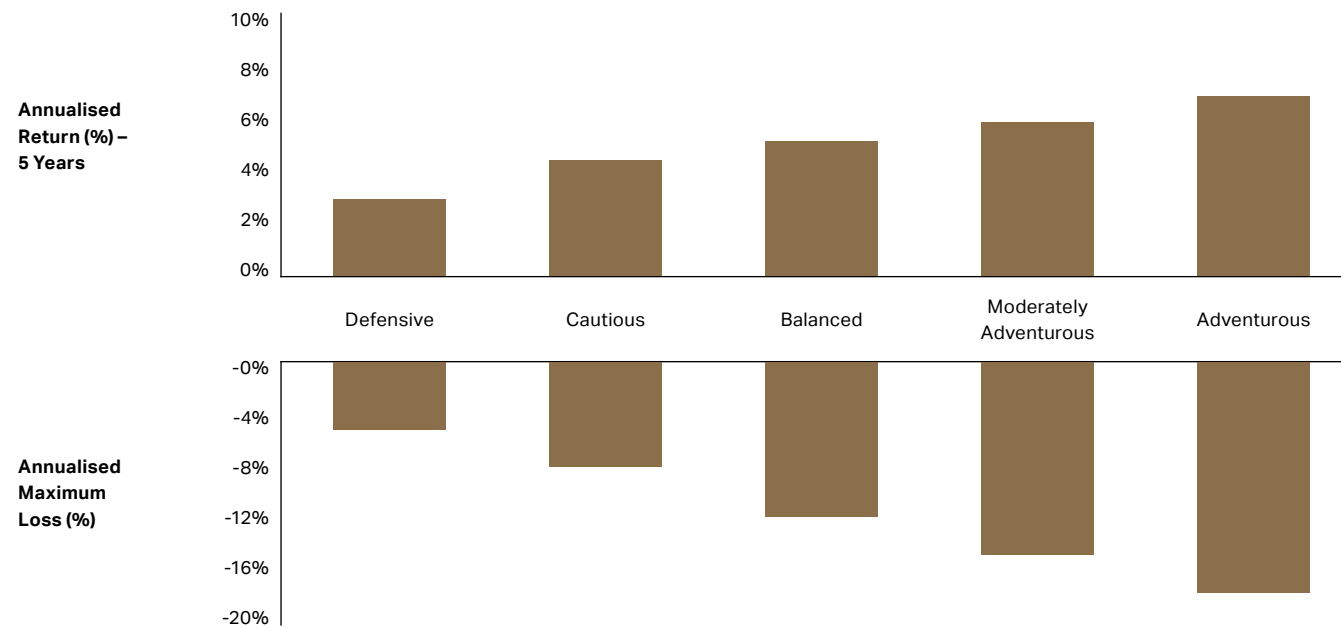 Annualised
Return (%) –
5 Years
10%
8%
6%
4%
2%
0%
Defensive
Cautious
Balanced
Moderately
Adventurous
Adventurous
Annualised
Maximum
Loss (%)
-0%
-4%
-8%
-12%
-16%
-20%